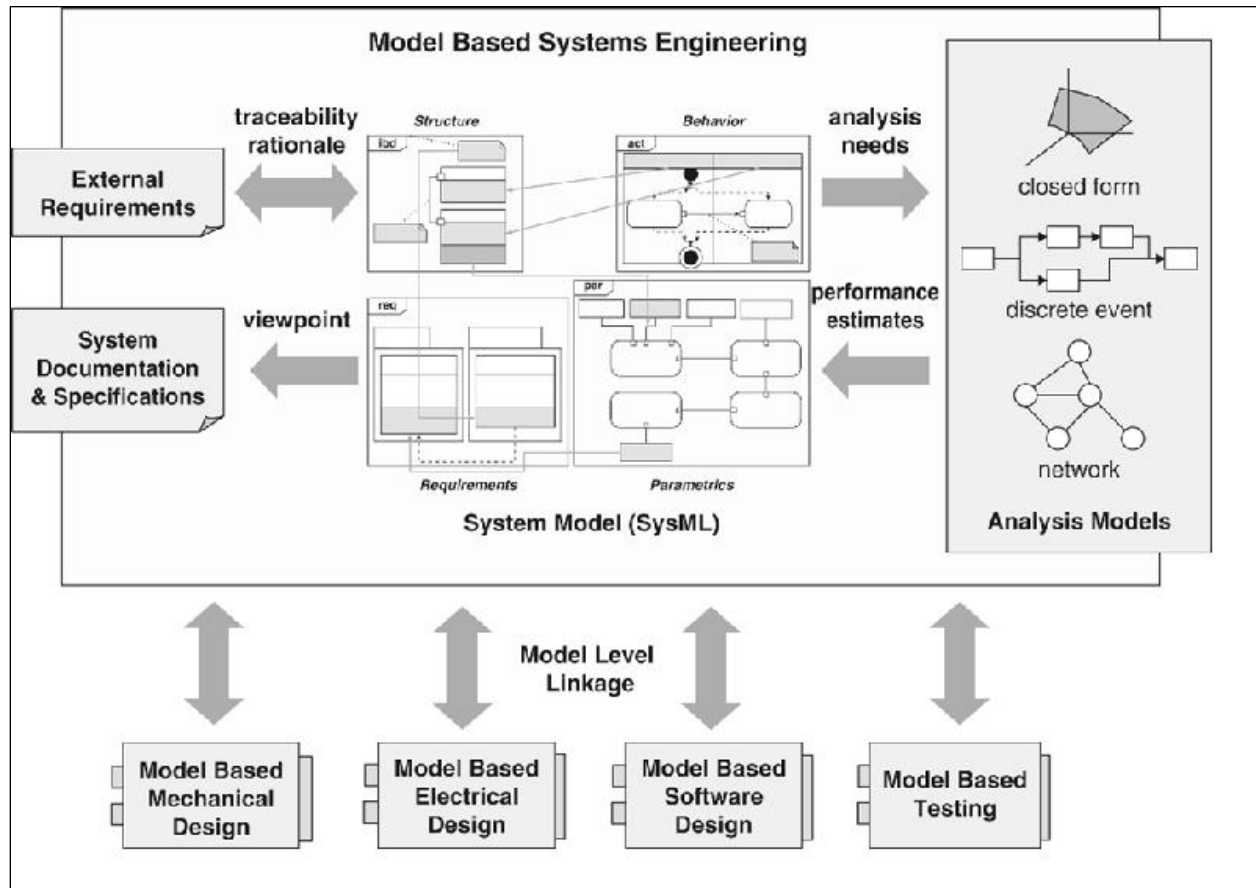 Model Based Systems Engineering
traceability
rationale
External
Requirements
Structure
ibd
Behavior
act
analysis
needs
closed form
discrete event
network
Analysis Models
System
Documentation
& Specifications
viewpoint
req
Requirements
par
Parametrics
performance
estimates
System Model (SysML)
Model Level
Linkage
Model Based
Mechanical
Design
Model Based
Electrical
Design
Model Based
Software
Design
Model Based
Testing